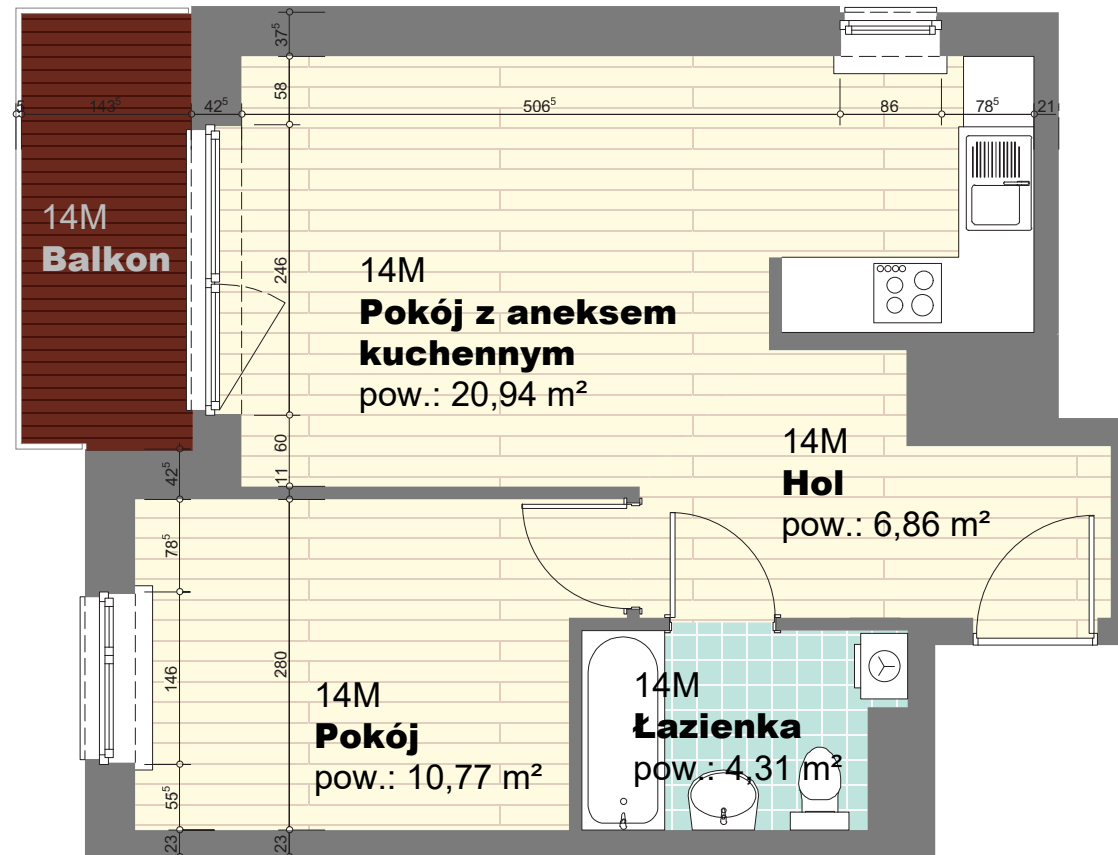 37⁵
58
5
143⁵
42⁵
506⁵
86
78⁵
21
14M
Balkon
246
14M
Pokój z aneksem
kuchennym
pow.: 20,94 m²
60
11
42⁵
14M
Hol
pow.: 6,86 m²
78⁵
280
146
14M
Pokój
pow.: 10,77 m²
14M
Łazienka
pow.: 4,31 m²
55⁵
23
23